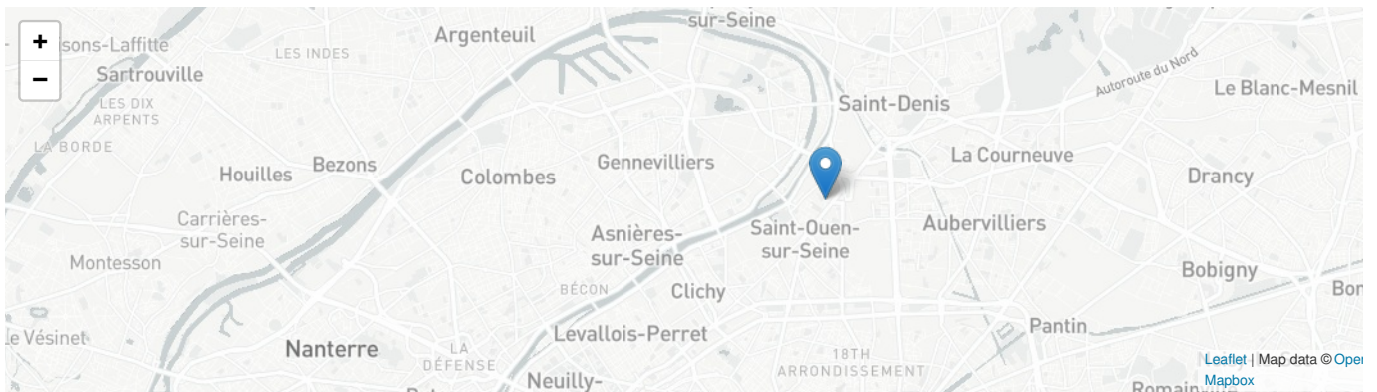 +
−
sur-Seine
sons-Laffitte
Argenteuil
LES INDES
Sartrouville
Autoroute du Nord
Le Blanc-Mesnil
LES DIX
ARPENTS
Saint-Denis
LA BORDE
Houilles
Bezons
Colombes
Gennevilliers
La Courneuve
Drancy
Carrières-
sur-Seine
Asnières-
sur-Seine
Saint-Ouen-
sur-Seine
Aubervilliers
Montesson
Bobigny
BÉCON
Clichy
Bon
le Vésinet
Nanterre
LA
DÉFENSE
Levallois-Perret
Pantin
18TH
ARRONDISSEMENT
Neuilly-
Romain
Leaflet | Map data © Open
Mapbox